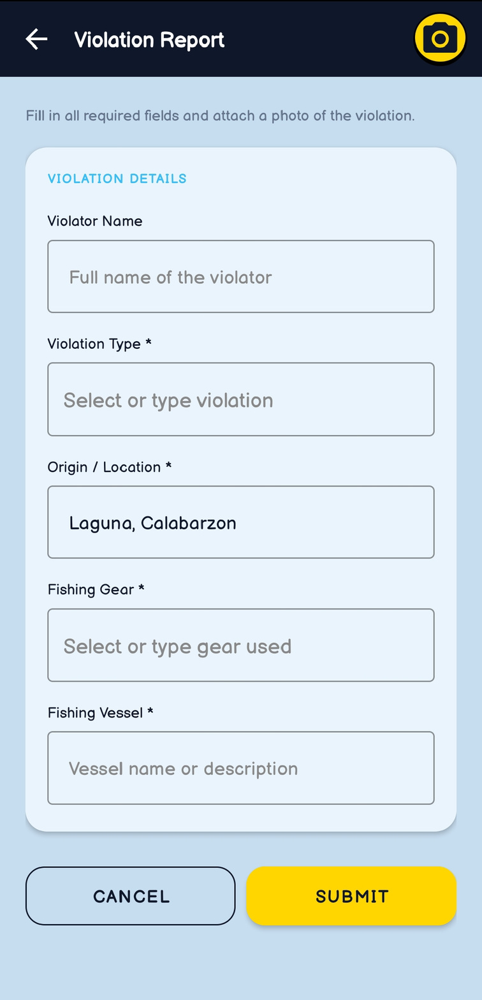 Violation Report
Fill in all required fields and attach a photo of the violation.
VIOLATION DETAILS
Violator Name
Full name of the violator
Violation Type *
Select or type violation
Origin / Location *
Laguna, Calabarzon
Fishing Gear *
Select or type gear used
Fishing Vessel *
Vessel name or description
CANCEL
SUBMIT